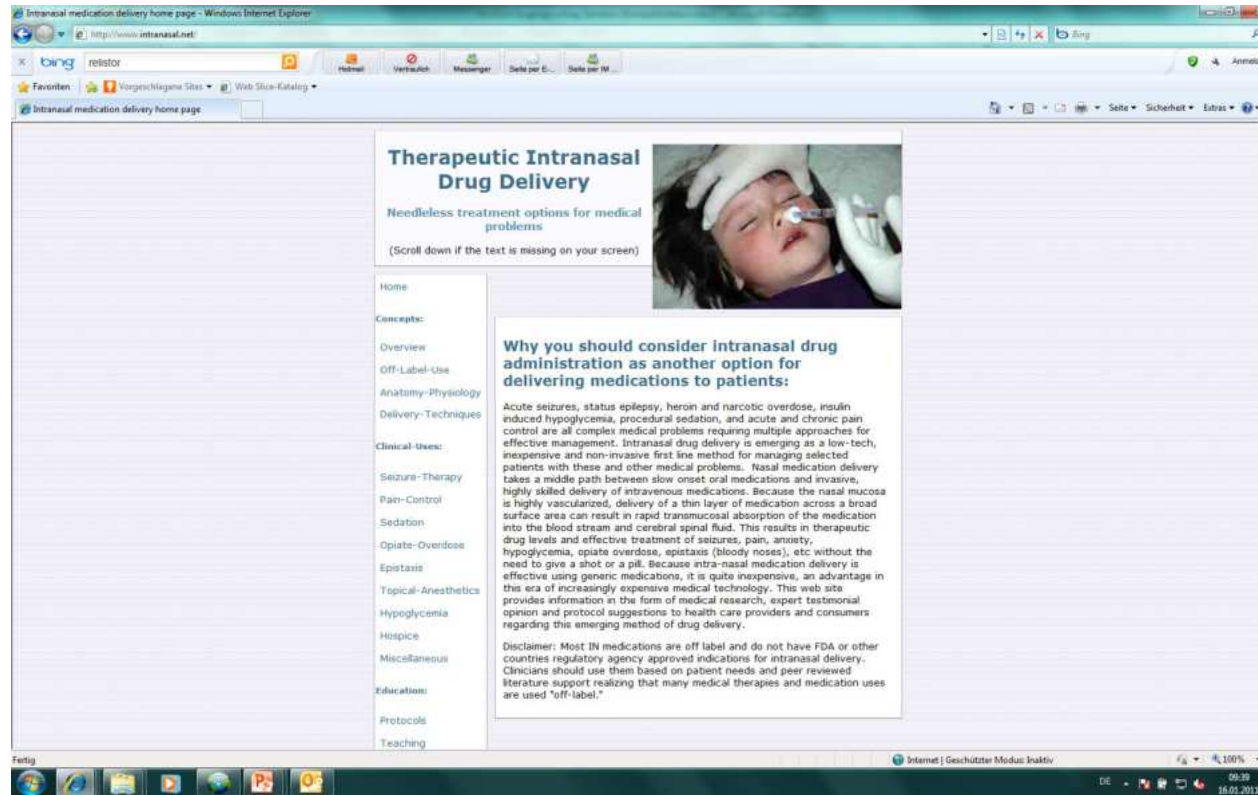 Intranasal medication delivery home page - Windows Internet Explorer
http://www.intranasal.net/
Bing
bing relistor
Hotmail Vertraulich Messenger Seite per E-... Seite per IM ...
Favoriten Vorgeschlagene Sites Web Slice-Katalog
Intranasal medication delivery home page
Seite Sicherheit Extras
Therapeutic Intranasal
Drug Delivery
Needleless treatment options for medical
problems
(Scroll down if the text is missing on your screen)
Home
Concepts:
Overview
Off-Label-Use
Anatomy-Physiology
Delivery-Techniques
Clinical-Uses:
Seizure-Therapy
Pain-Control
Sedation
Opiate-Overdose
Epistaxis
Topical-Anesthetics
Hypoglycemia
Hospice
Miscellaneous
Education:
Protocols
Teaching
Why you should consider intranasal drug
administration as another option for
delivering medications to patients:
Acute seizures, status epilepsy, heroin and narcotic overdose, insulin
induced hypoglycemia, procedural sedation, and acute and chronic pain
control are all complex medical problems requiring multiple approaches for
effective management. Intranasal drug delivery is emerging as a low-tech,
inexpensive and non-invasive first line method for managing selected
patients with these and other medical problems. Nasal medication delivery
takes a middle path between slow onset oral medications and invasive,
highly skilled delivery of intravenous medications. Because the nasal mucosa
is highly vascularized, delivery of a thin layer of medication across a broad
surface area can result in rapid transmucosal absorption of the medication
into the blood stream and cerebral spinal fluid. This results in therapeutic
drug levels and effective treatment of seizures, pain, anxiety,
hypoglycemia, opiate overdose, epistaxis (bloody noses), etc without the
need to give a shot or a pill. Because intra-nasal medication delivery is
effective using generic medications, it is quite inexpensive, an advantage in
this era of increasingly expensive medical technology. This web site
provides information in the form of medical research, expert testimonial
opinion and protocol suggestions to health care providers and consumers
regarding this emerging method of drug delivery.
Disclaimer: Most IN medications are off label and do not have FDA or other
countries regulatory agency approved indications for intranasal delivery.
Clinicians should use them based on patient needs and peer reviewed
literature support realizing that many medical therapies and medication uses
are used "off-label."
Fertig
Internet | Geschützter Modus: Inaktiv
100%
DE
09:39